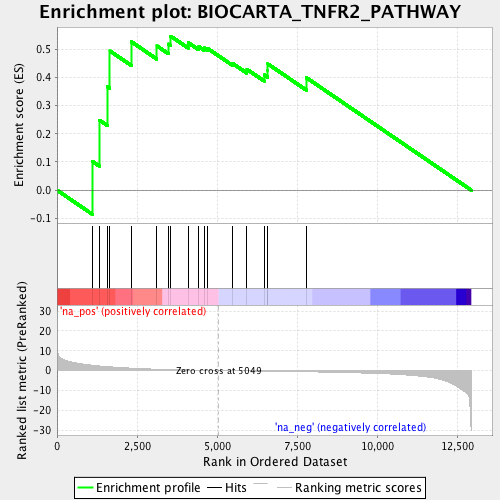 Enrichment plot: BIOCARTA_TNFR2_PATHWAY
Enrichment score (ES)
0.5
0.4
0.3
0.2
0.1
0.0
-0.1
'na_pos' (positively correlated)
Ranked list metric (PreRanked)
30
20
10
0
-10
-20
-30
Zero cross at 5049
'na_neg' (negatively correlated)
0
2,500
5,000
7,500
10,000
12,500
Rank in Ordered Dataset
Enrichment profile
Hits
Ranking metric scores